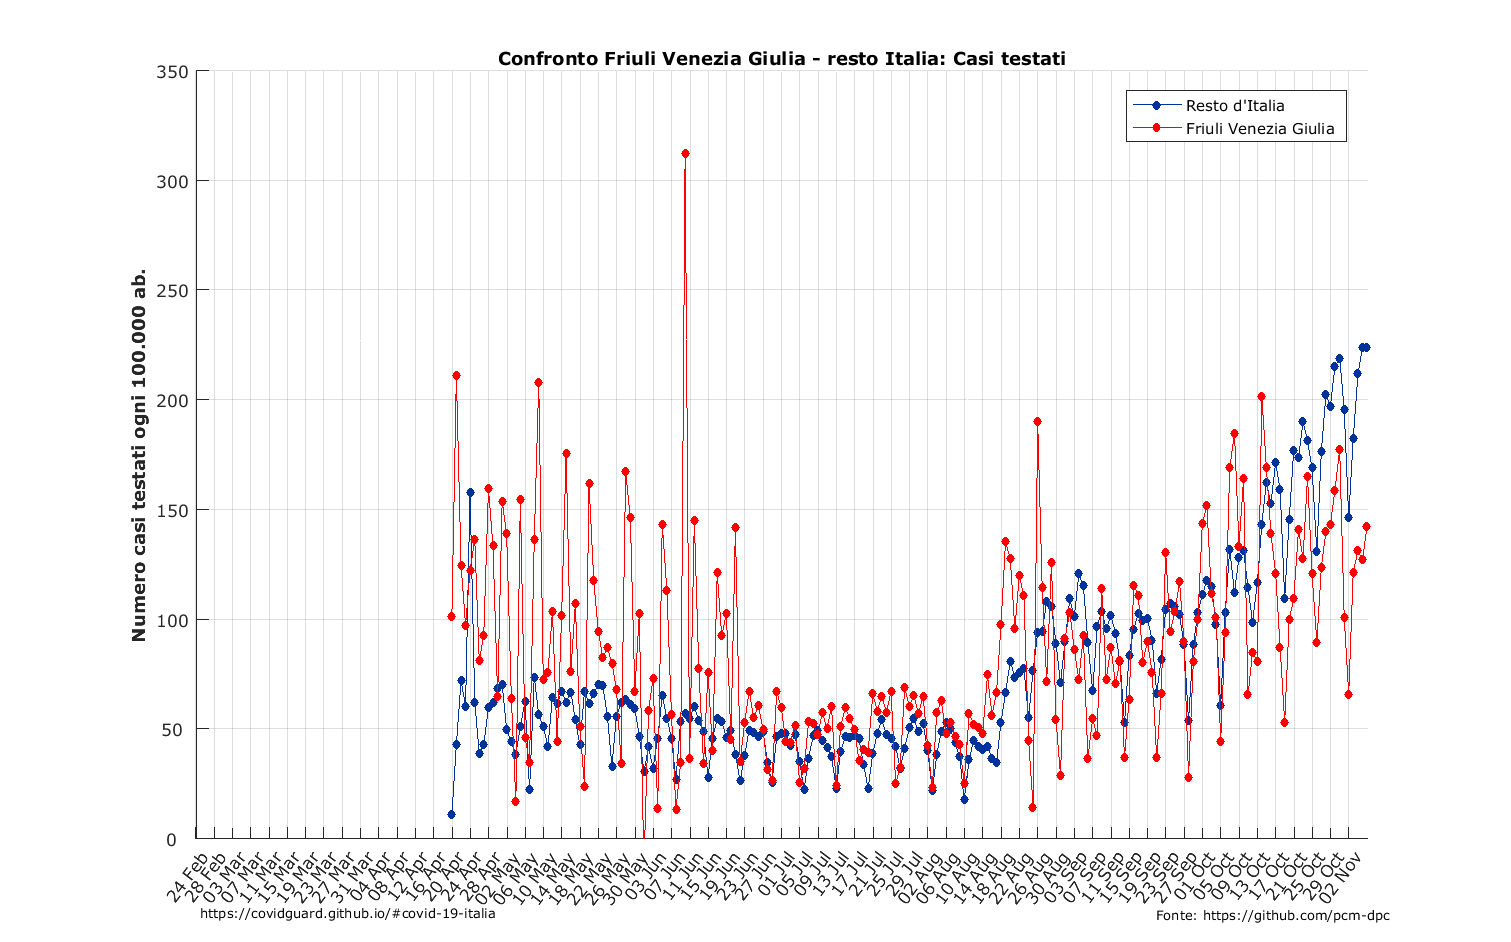 Confronto Friuli Venezia Giulia - resto Italia: Casi testati
Resto d'Italia
Friuli Venezia Giulia
Numero casi testati ogni 100.000 ab.
350
300
250
200
150
100
50
0
24 Feb
28 Feb
03 Mar
07 Mar
11 Mar
15 Mar
19 Mar
23 Mar
27 Mar
31 Mar
04 Apr
08 Apr
12 Apr
16 Apr
20 Apr
24 Apr
28 Apr
02 May
06 May
10 May
14 May
18 May
22 May
26 May
30 May
03 Jun
07 Jun
11 Jun
15 Jun
19 Jun
23 Jun
27 Jun
01 Jul
05 Jul
09 Jul
13 Jul
17 Jul
21 Jul
25 Jul
29 Jul
02 Aug
06 Aug
10 Aug
14 Aug
18 Aug
22 Aug
26 Aug
30 Aug
03 Sep
07 Sep
11 Sep
15 Sep
19 Sep
23 Sep
27 Sep
01 Oct
05 Oct
09 Oct
13 Oct
17 Oct
21 Oct
25 Oct
29 Oct
02 Nov
https://covidguard.github.io/#covid-19-italia
Fonte: https://github.com/pcm-dpc